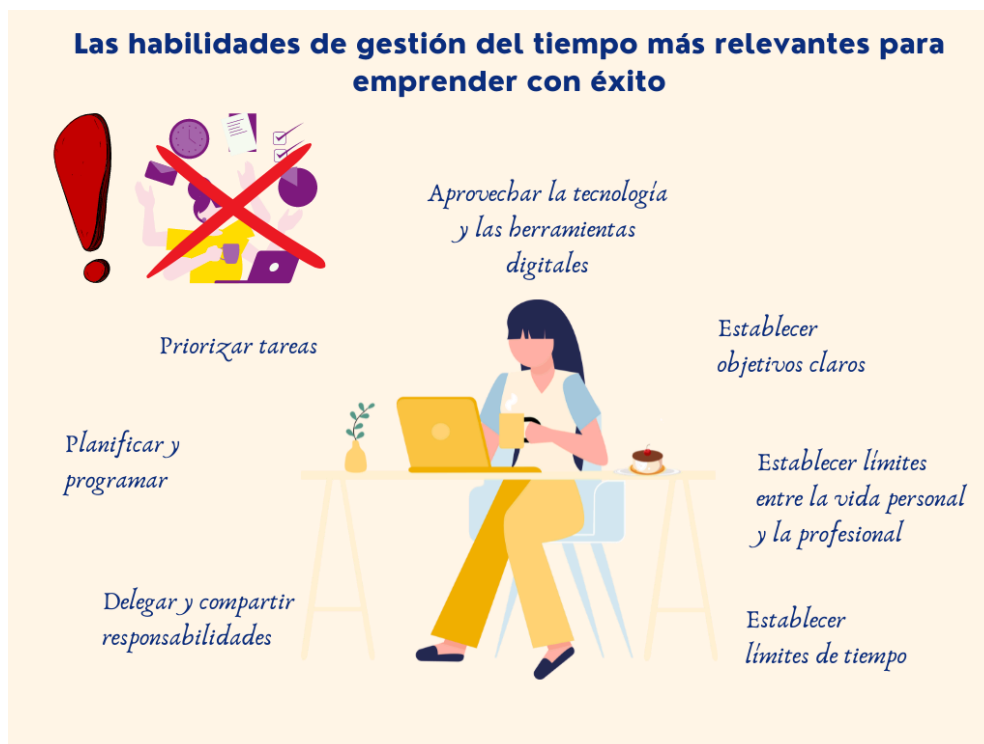 Las habilidades de gestión del tiempo más relevantes para
emprender con éxito
Aprovechar la tecnología
y las herramientas
digitales
Priorizar tareas
Establecer
objetivos claros
Planificar y
programar
Establecer límites
entre la vida personal
y la profesional
Delegar y compartir
responsabilidades
Establecer
límites de tiempo